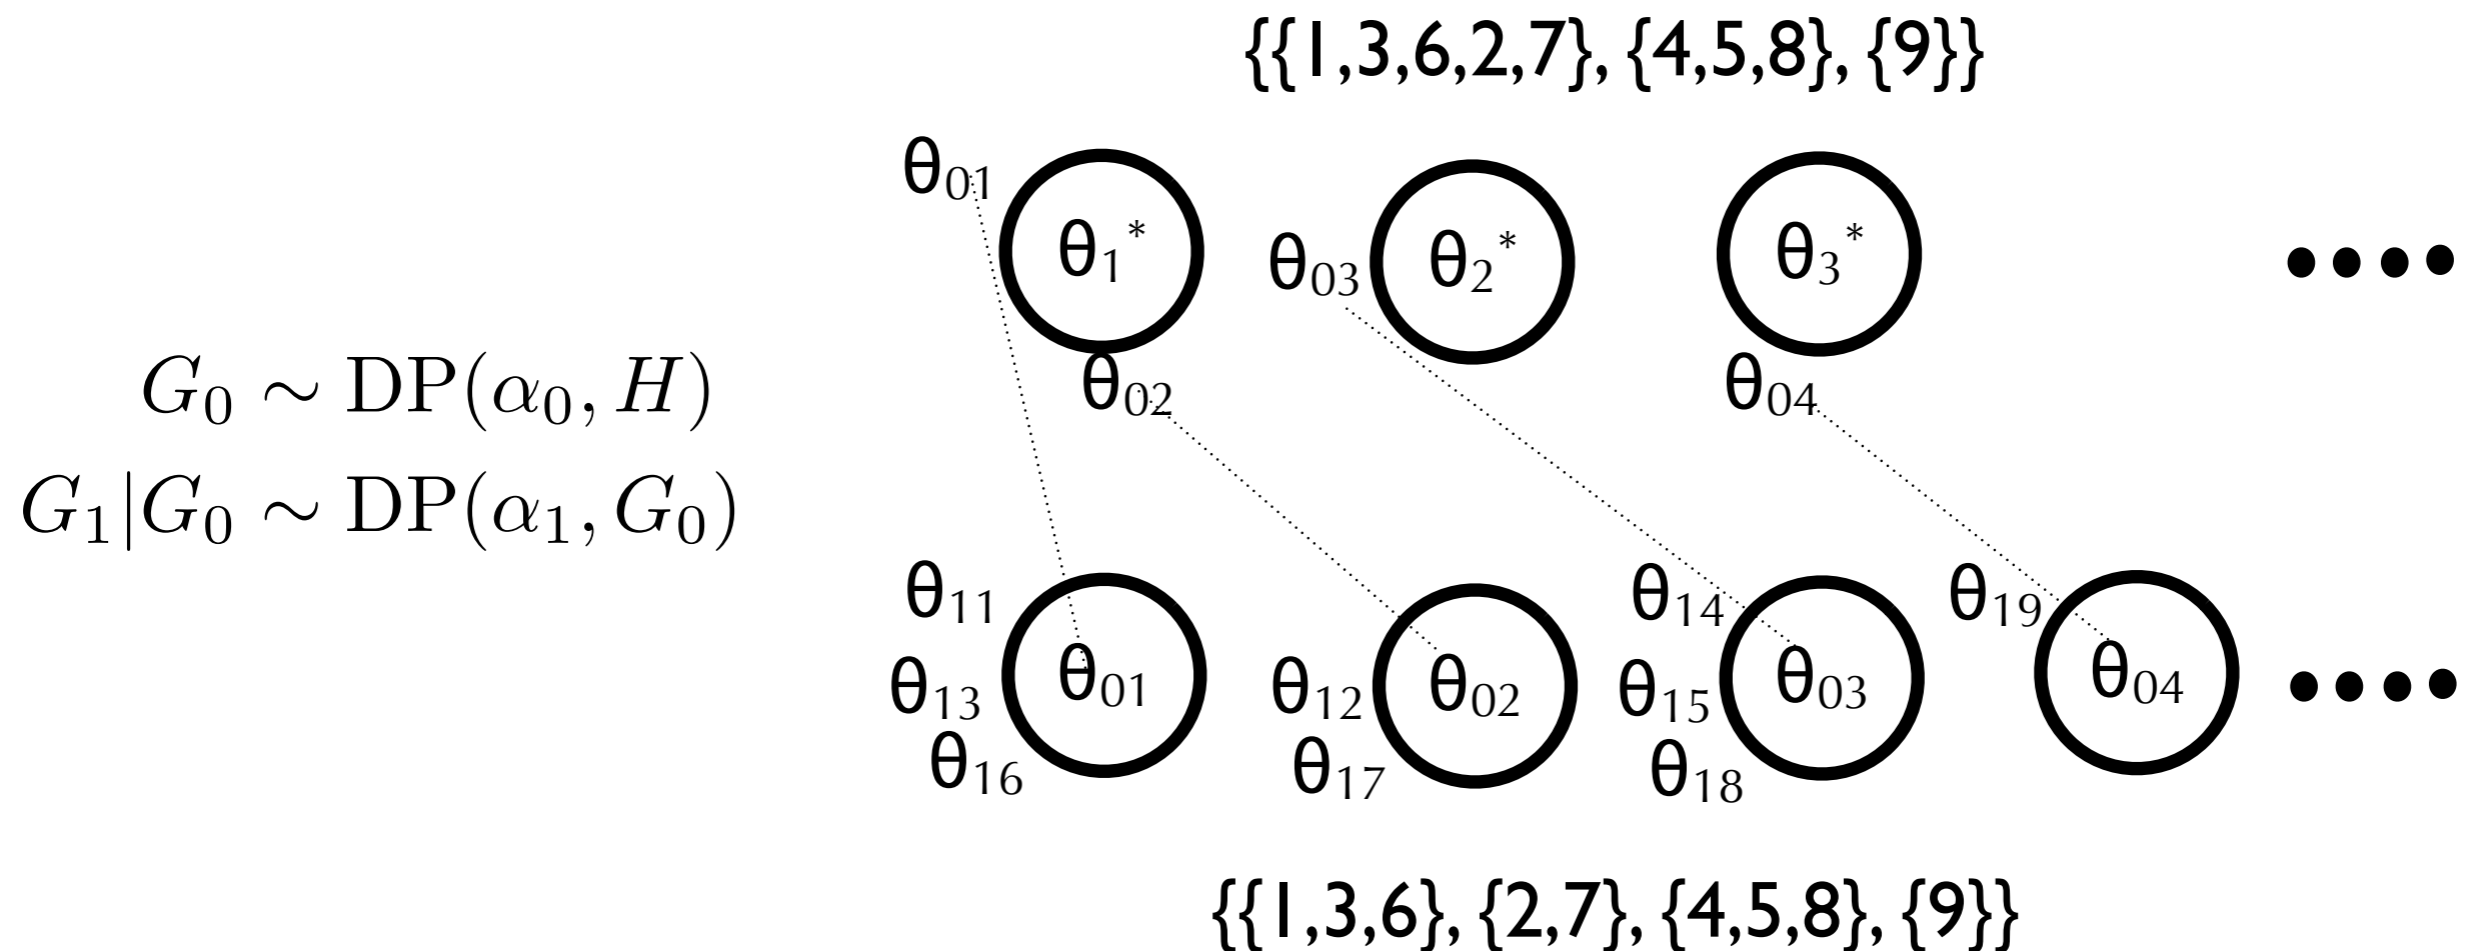 {{1,3,6,2,7}, {4,5,8}, {9}}
θ₀₁
θ₁*
θ₀₃
θ₂*
θ₃*
θ₀₂
θ₀₄
G₀ ∼ DP(α₀, H)
G₁|G₀ ∼ DP(α₁, G₀)
θ₁₁
θ₁₃
θ₁₆
θ₀₁
θ₁₂
θ₁₇
θ₀₂
θ₁₄
θ₁₅
θ₁₈
θ₀₃
θ₁₉
θ₀₄
{{1,3,6}, {2,7}, {4,5,8}, {9}}